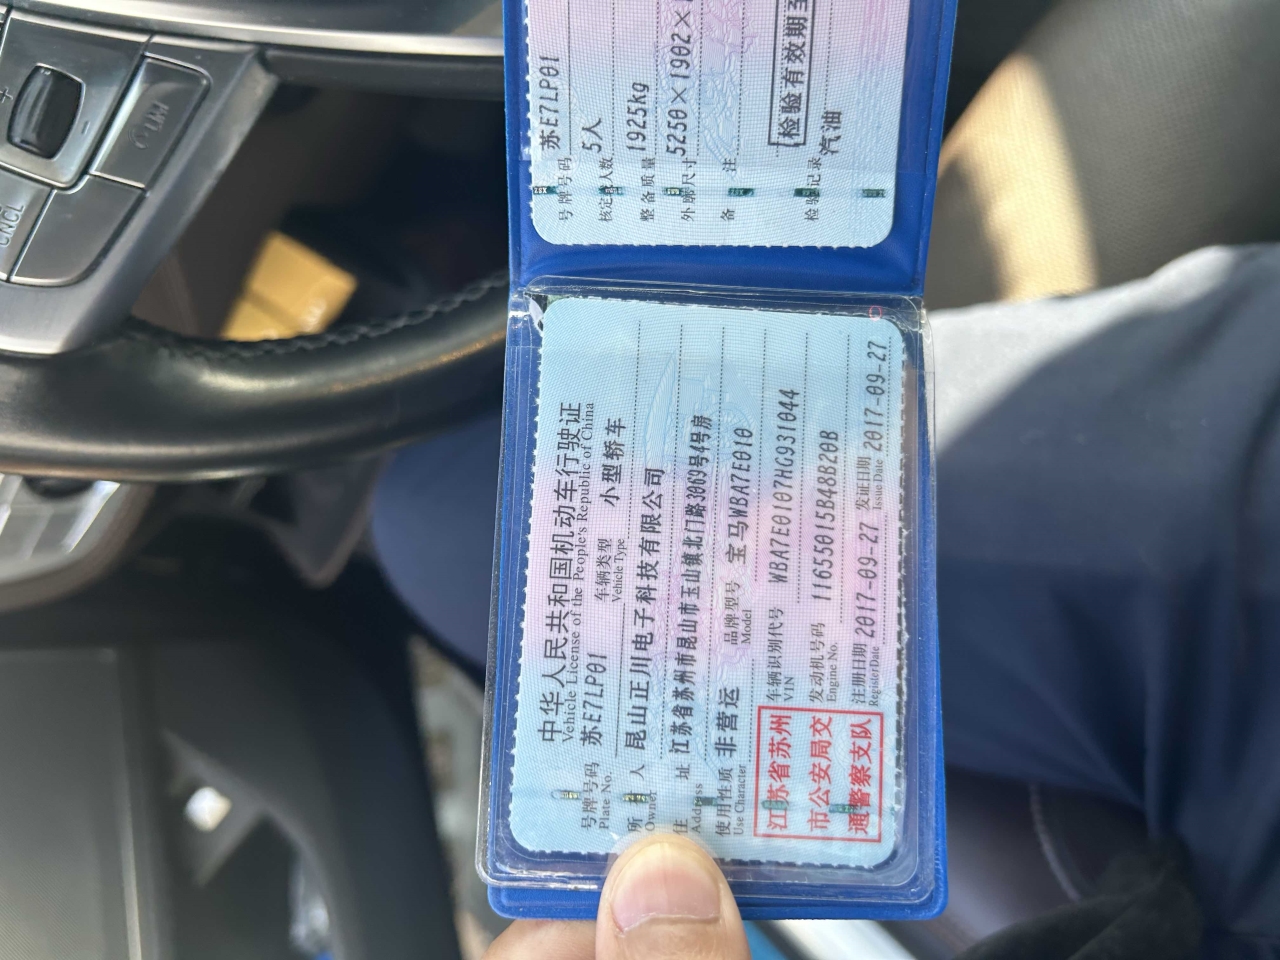 中华人民共和国机动车行驶证
Vehicle License of the People's Republic of China
号牌号码 苏E7LP01 车辆类型 小型轿车
Plate No. Vehicle Type
所有人 昆山正川电子科技有限公司
Owner
住址 江苏省苏州市昆山市玉山镇北门路3069号4号房
Address
使用性质 非营运 品牌型号 宝马WBA7E010
Use Character Model
江苏省苏州
市公安局交
通警察支队
车辆识别代号 WBA7E0107HG931044
VIN
发动机号码 11655015B48B20B
Engine No.
注册日期 2017-09-27 发证日期 2017-09-27
Register Date Issue Date
号牌号码 苏E7LP01
核定载人数 5人
整备质量 1925kg
外廓尺寸 5250×1902×
备注
[检验有效期至
检验记录
汽油
LIM
CNCL
+
-